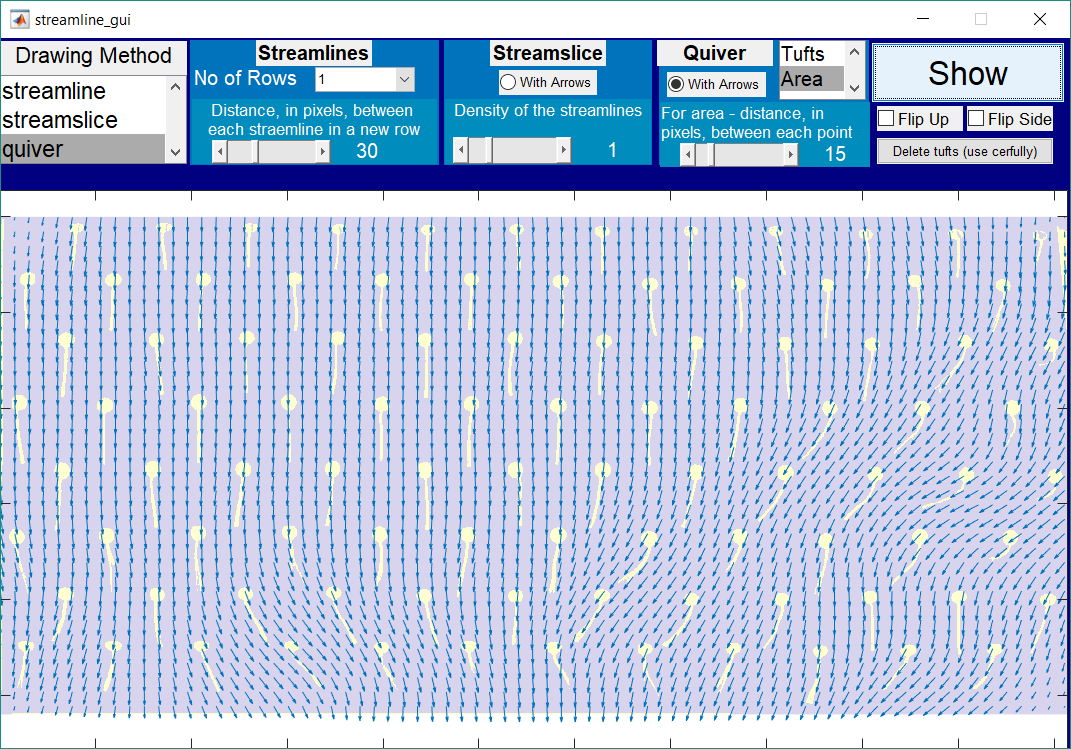 streamline_gui
Drawing Method
streamline
streamslice
quiver
Streamlines
No of Rows 1
Distance, in pixels, between
each straemline in a new row
30
Streamslice
With Arrows
Density of the streamlines
1
Quiver
With Arrows
Tufts
Area
For area - distance, in
pixels, between each point
15
Show
Flip Up
Flip Side
Delete tufts (use cerfully)